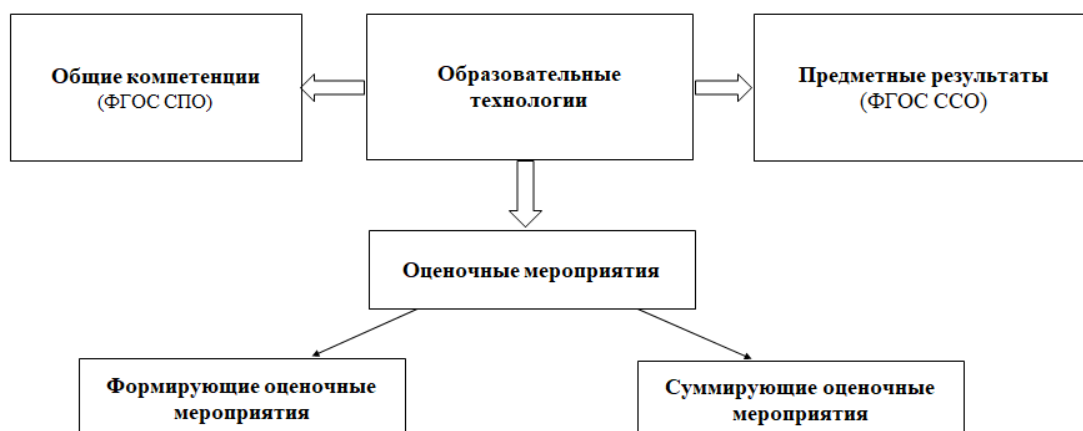 Общие компетенции
(ФГОС СПО)
Образовательные
технологии
Предметные результаты
(ФГОС ССО)
Оценочные мероприятия
Формирующие оценочные
мероприятия
Суммирующие оценочные
мероприятия